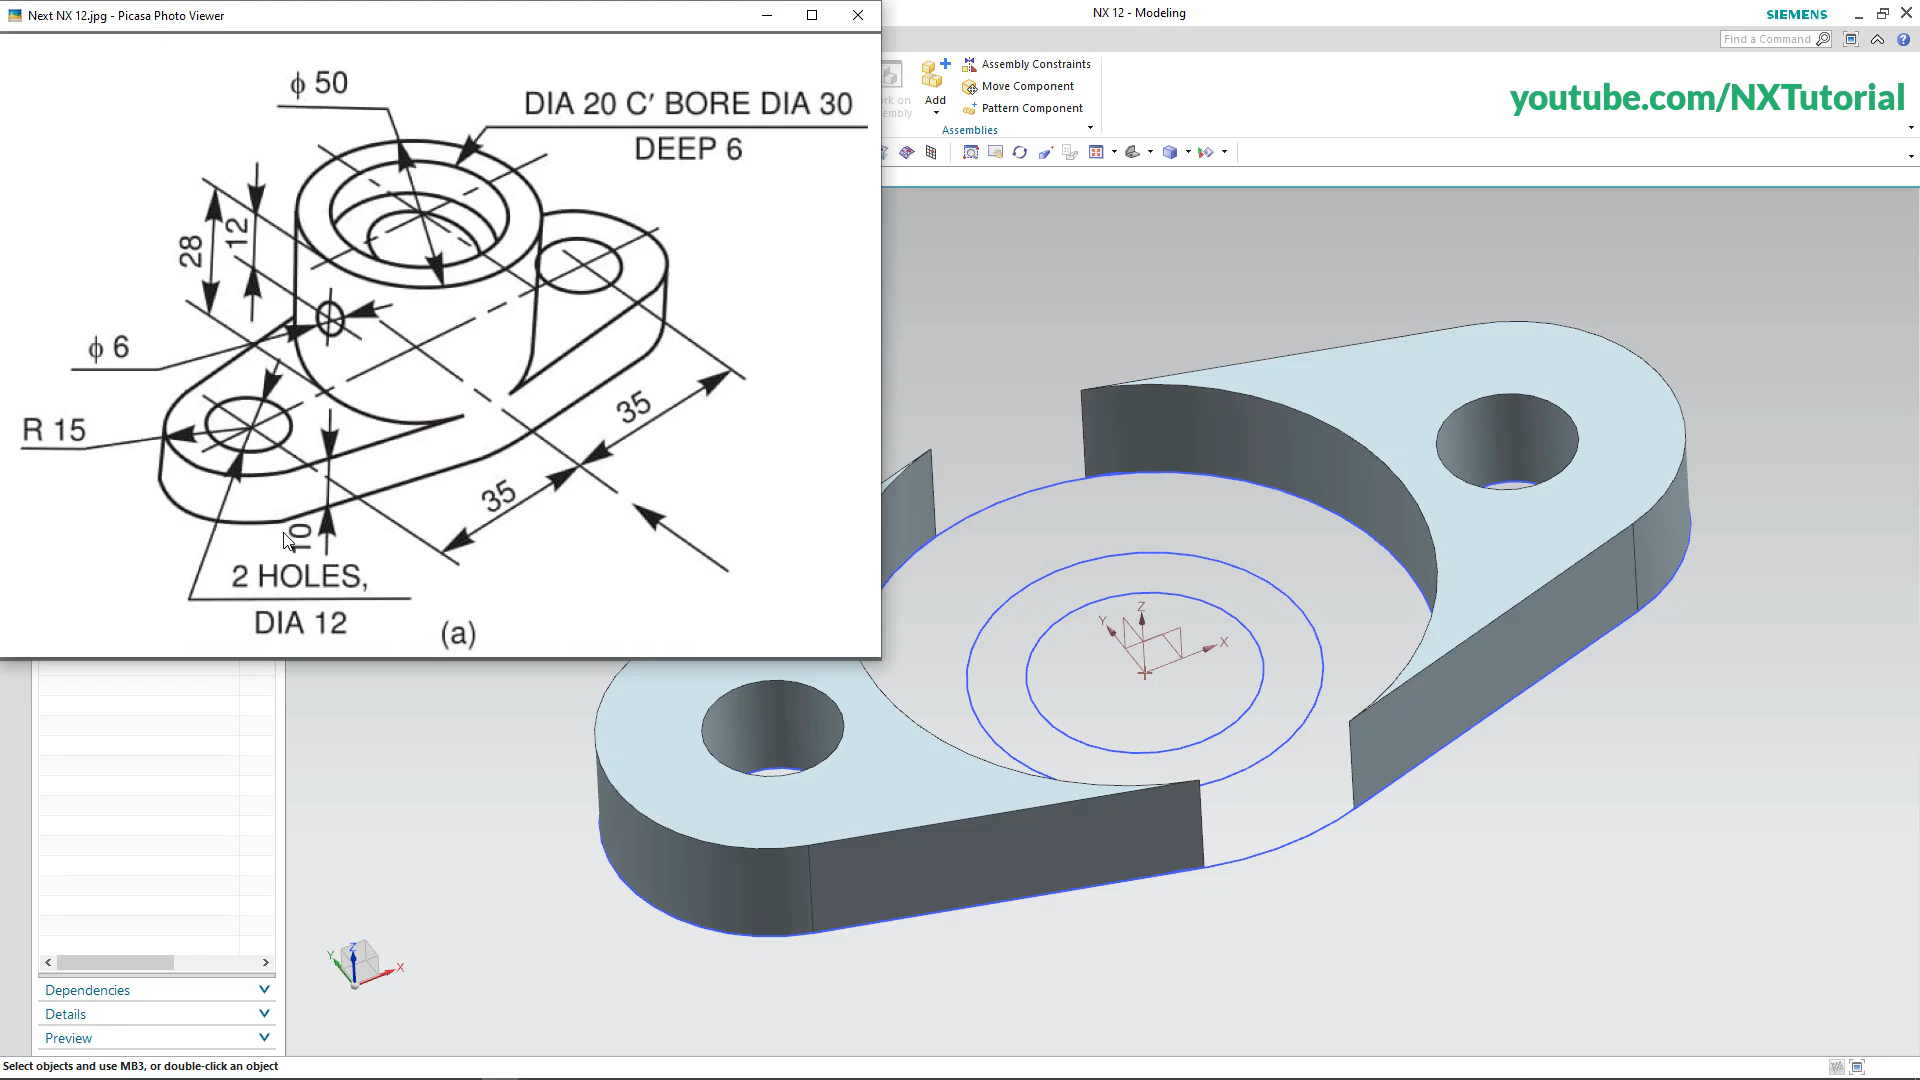 Next NX 12.jpg - Picasa Photo Viewer
NX 12 - Modeling
SIEMENS
Find a Command
Add
Assembly Constraints
Move Component
Pattern Component
Assemblies
youtube.com/NXTutorial
ϕ 50
DIA 20 C' BORE DIA 30
DEEP 6
28
12
ϕ 6
R 15
35
35
10
2 HOLES,
DIA 12
(a)
Z
Y
X
Z
Y
X
Dependencies
Details
Preview
Select objects and use MB3, or double-click an object